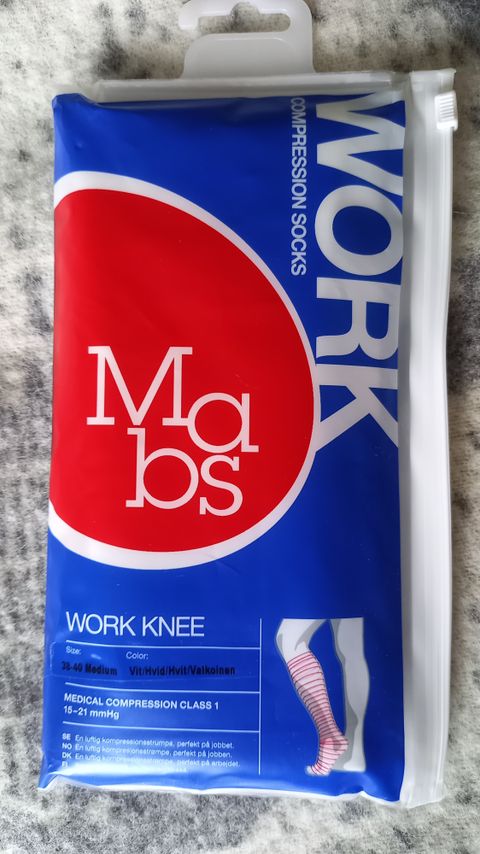 WORK
COMPRESSION SOCKS
Mabs
WORK KNEE
Size: Color:
38-40 Medium Vit/Hvid/Hvit/Valkoinen
MEDICAL COMPRESSION CLASS 1
15–21 mmHg
SE En luftig kompressionsstrumpa, perfekt på jobbet.
NO En luftig kompresjonsstrømpe, perfekt på jobben.
DK En luftig kompressionsstrømpe, perfekt på arbejdet.
FI